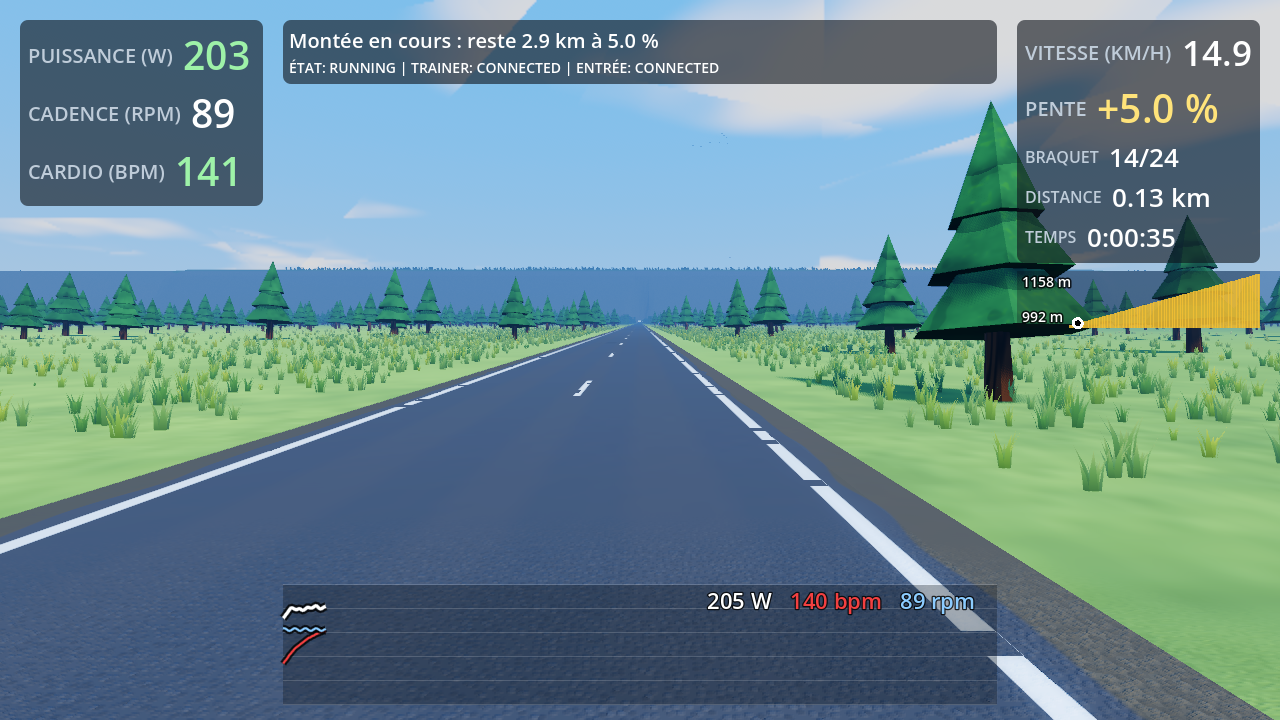 PUISSANCE (W) 203
CADENCE (RPM) 89
CARDIO (BPM) 141
Montée en cours : reste 2.9 km à 5.0 %
ÉTAT: RUNNING | TRAINER: CONNECTED | ENTRÉE: CONNECTED
VITESSE (KM/H) 14.9
PENTE +5.0 %
BRAQUET 14/24
DISTANCE 0.13 km
TEMPS 0:00:35
1158 m
992 m
205 W 140 bpm 89 rpm